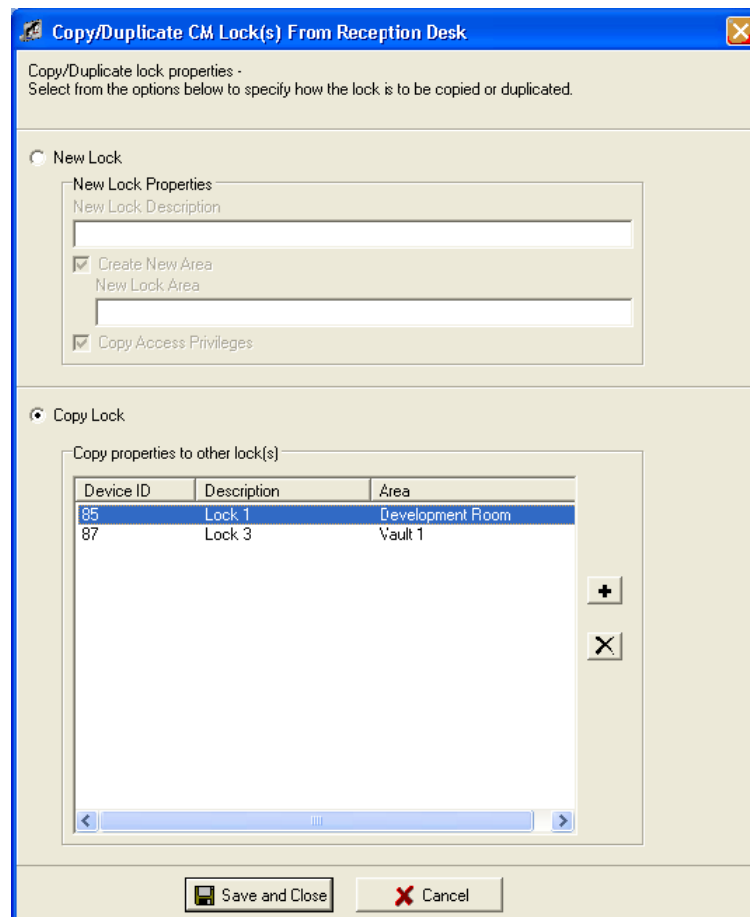 Copy/Duplicate CM Lock(s) From Reception Desk
Copy/Duplicate lock properties -
Select from the options below to specify how the lock is to be copied or duplicated.
New Lock
New Lock Properties
New Lock Description
Create New Area
New Lock Area
Copy Access Privileges
Copy Lock
Copy properties to other lock(s)
Device ID Description Area
85 Lock 1 Development Room
87 Lock 3 Vault 1
Save and Close Cancel